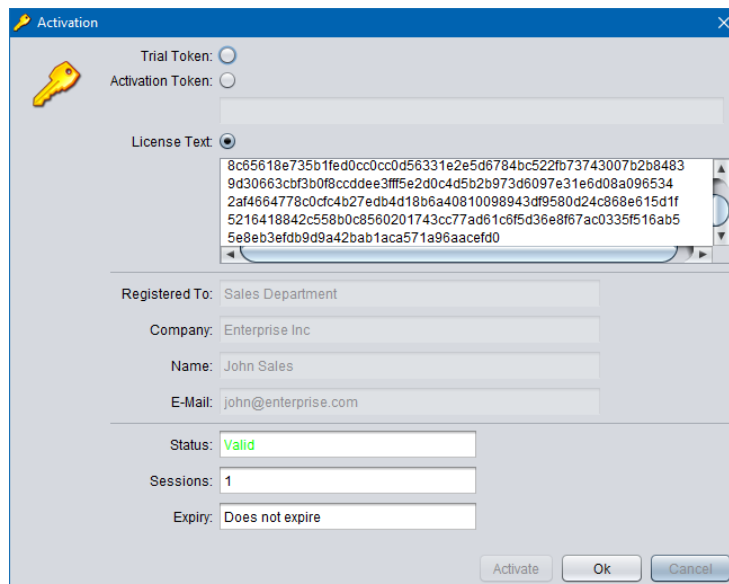 Activation
Trial Token:
Activation Token:
License Text:
8c65618e735b1fed0cc0cc0d56331e2e5d6784bc522fb73743007b2b8483
9d30663cbf3b0f8ccddee3fff5e2d0c4d5b2b973d6097e31e6d08a096534
2af4664778c0cfc4b27edb4d18b6a40810098943df9580d24c868e615d1f
5216418842c558b0c8560201743cc77ad61c6f5d36e8f67ac0335f516ab5
5e8eb3efdb9d9a42bab1aca571a96aacefd0
Registered To: Sales Department
Company: Enterprise Inc
Name: John Sales
E-Mail: john@enterprise.com
Status: Valid
Sessions: 1
Expiry: Does not expire
Activate Ok Cancel